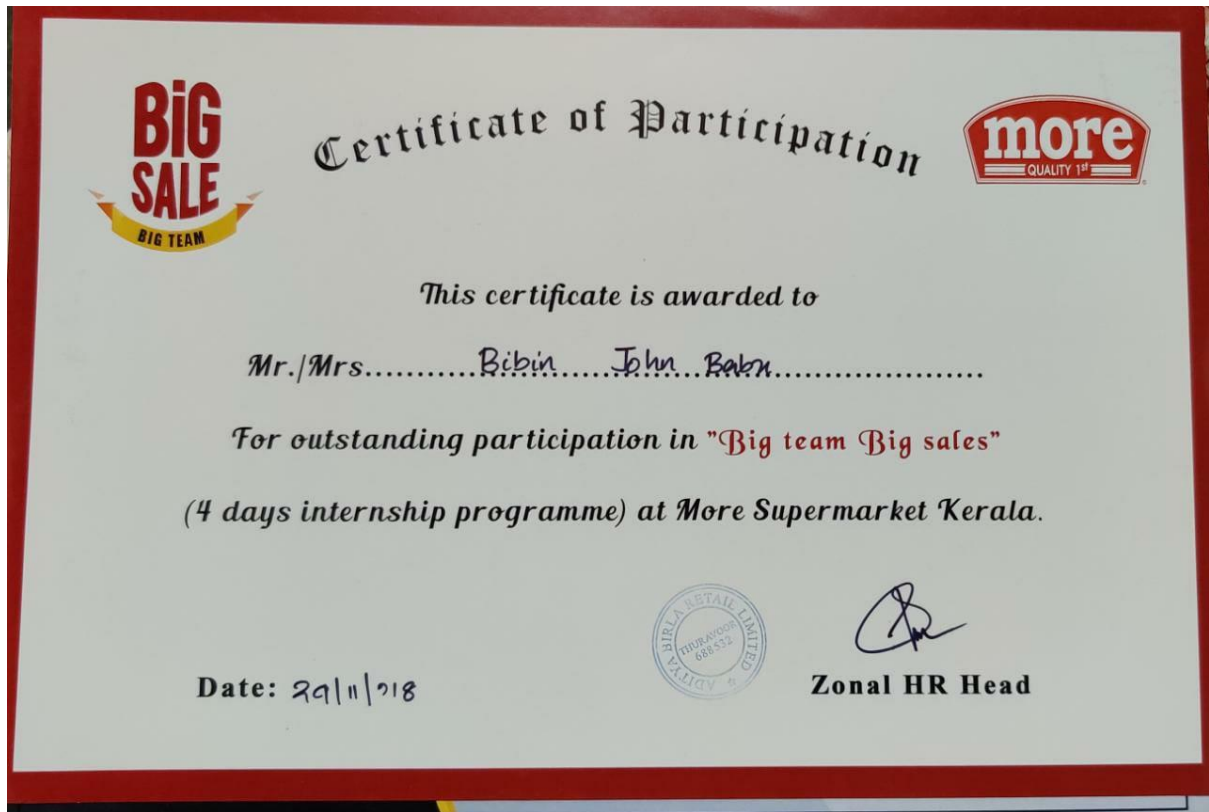 BiG
SALE
BIG TEAM
Certificate of Participation
more
QUALITY 1ST
This certificate is awarded to
Mr./Mrs...........Bibin......John...Babu......................
For outstanding participation in "Big team Big sales"
(4 days internship programme) at More Supermarket Kerala.
ADITYA BIRLA RETAIL LIMITED
THURAVOOR
688532
Date: 29/11/018
Zonal HR Head